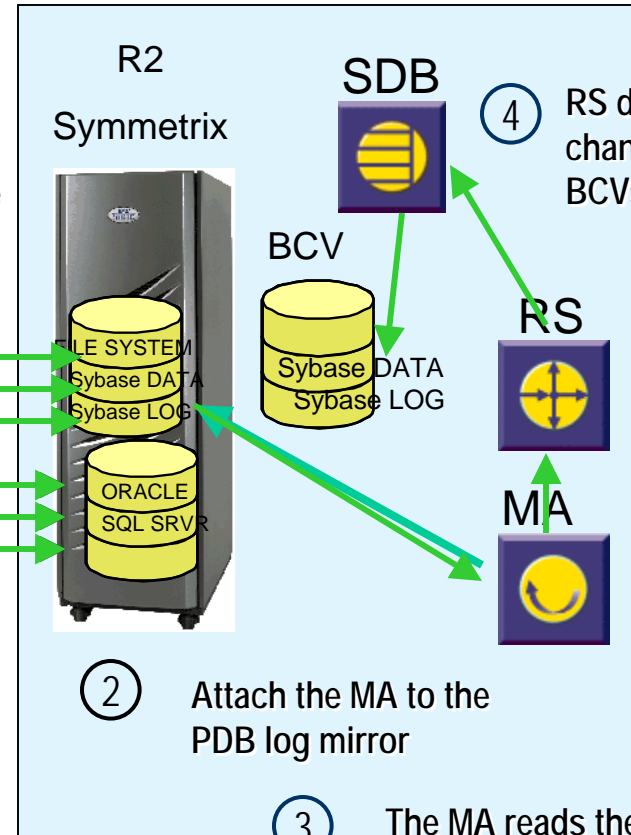 R2
Symmetrix
SDB
4
RS
chan
BCV
BCV
FILE SYSTEM
Sybase DATA
Sybase LOG
Sybase DATA
Sybase LOG
RS
ORACLE
SQL SRVR
MA
2
Attach the MA to the
PDB log mirror
3
The MA reads the